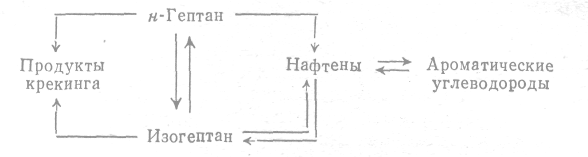 н-Гептан
Продукты
крекинга
Нафтены
Ароматические
углеводороды
Изогептан